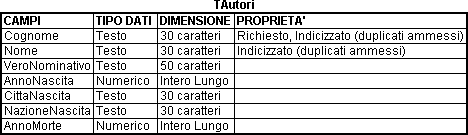 TAutori
CAMPI TIPO DATI DIMENSIONE PROPRIETA'
Cognome Testo 30 caratteri Richiesto, Indicizzato (duplicati ammessi)
Nome Testo 30 caratteri Indicizzato (duplicati ammessi)
VeroNominativo Testo 50 caratteri
AnnoNascita Numerico Intero Lungo
CittaNascita Testo 30 caratteri
NazioneNascita Testo 30 caratteri
AnnoMorte Numerico Intero Lungo